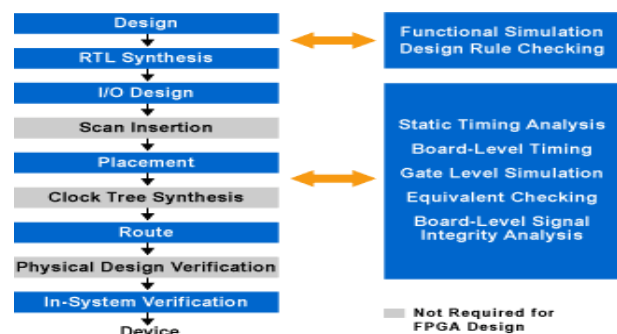 Design
RTL Synthesis
I/O Design
Scan Insertion
Placement
Clock Tree Synthesis
Route
Physical Design Verification
In-System Verification
Device
Functional Simulation
Design Rule Checking
Static Timing Analysis
Board-Level Timing
Gate Level Simulation
Equivalent Checking
Board-Level Signal
Integrity Analysis
Not Required for
FPGA Design